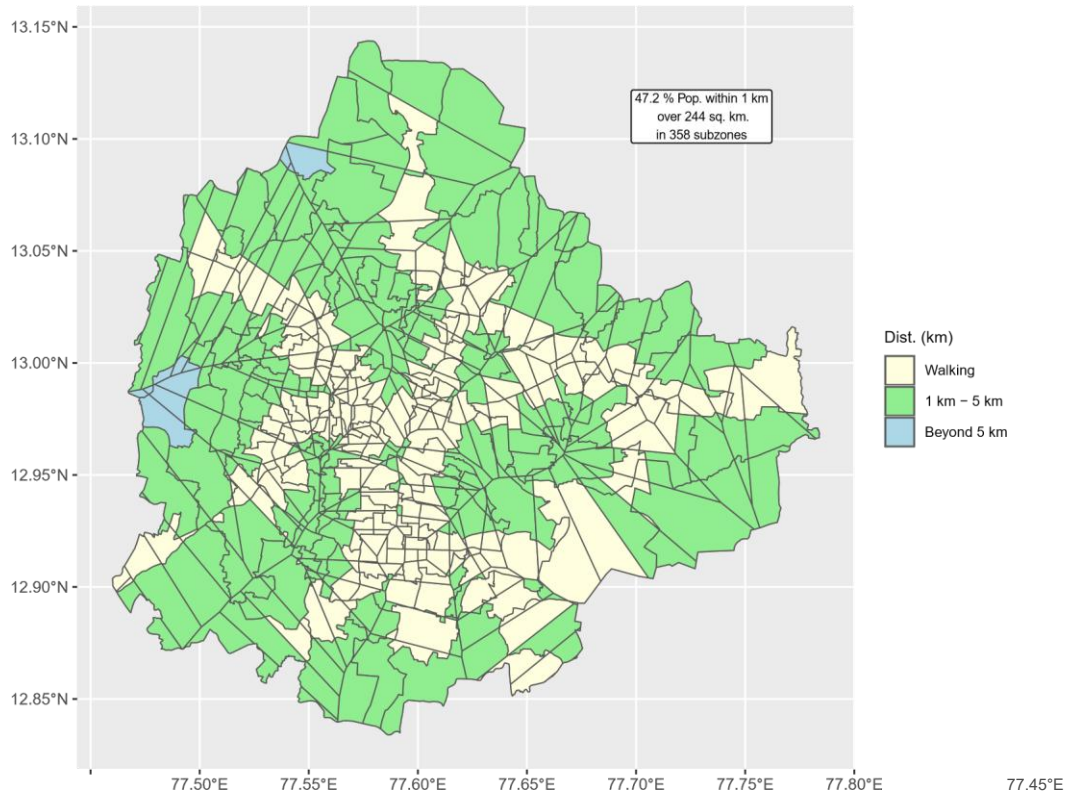 13.15°N
47.2 % Pop. within 1 km
over 244 sq. km.
in 358 subzones
13.10°N
13.05°N
13.00°N
12.95°N
12.90°N
12.85°N
Dist. (km)
Walking
1 km – 5 km
Beyond 5 km
77.50°E 77.55°E 77.60°E 77.65°E 77.70°E 77.75°E 77.80°E 77.45°E